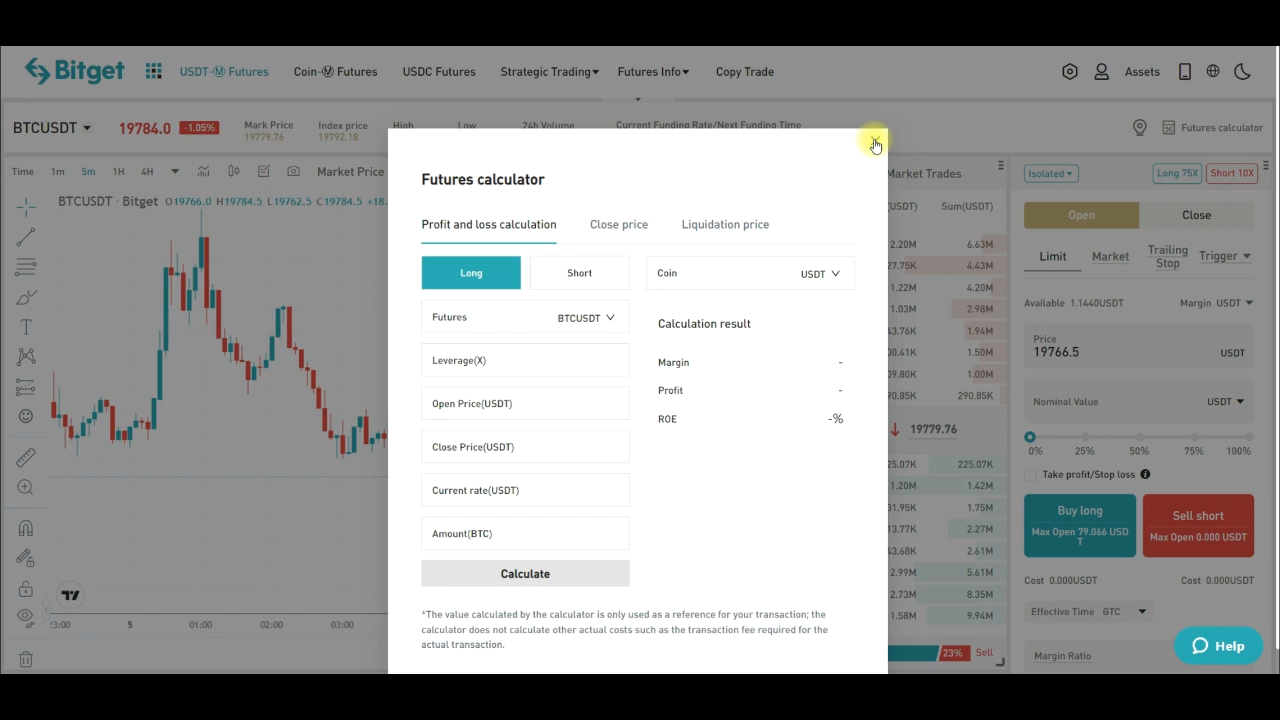 Bitget
USDT-Ⓜ Futures
Coin-Ⓜ Futures
USDC Futures
Strategic Trading
Futures Info
Copy Trade
Assets
BTCUSDT
19784.0
-1.05%
Mark Price
19779.76
Index price
19792.18
High
Low
24h Volume
Current Funding Rate/Next Funding Time
Futures calculator
Time
1m
5m
1H
4H
Market Price
BTCUSDT · Bitget O19766.0 H19784.5 L19762.5 C19784.5 +18.
3:00
5
01:00
02:00
03:00
Futures calculator
Profit and loss calculation
Close price
Liquidation price
Long
Short
Coin
USDT
Futures
BTCUSDT
Leverage(X)
Open Price(USDT)
Close Price(USDT)
Current rate(USDT)
Amount(BTC)
Calculate
Calculation result
Margin -
Profit -
ROE -%
*The value calculated by the calculator is only used as a reference for your transaction; the
calculator does not calculate other actual costs such as the transaction fee required for the
actual transaction.
Market Trades
(USDT) Sum(USDT)
2.20M 6.63M
27.75K 4.43M
1.22M 4.20M
1.03M 2.98M
43.76K 1.94M
00.41K 1.50M
09.80K 1.00M
90.85K 290.85K
19779.76
25.07K 225.07K
1.20M 1.42M
31.95K 1.75M
13.77K 2.27M
43.68K 2.61M
2.99M 5.61M
2.73M 8.35M
1.58M 9.94M
23% Sell
Isolated
Long 75X
Short 10X
Open
Close
Limit
Market
Trailing
Stop
Trigger
Available 1.1440USDT
Margin USDT
Price
19766.5 USDT
Nominal Value USDT
0% 25% 50% 75% 100%
Take profit/Stop loss
Buy long
Max Open 79.066 USD
T
Sell short
Max Open 0.000 USDT
Cost 0.000USDT
Cost 0.000USDT
Effective Time GTC
Margin Ratio
Help